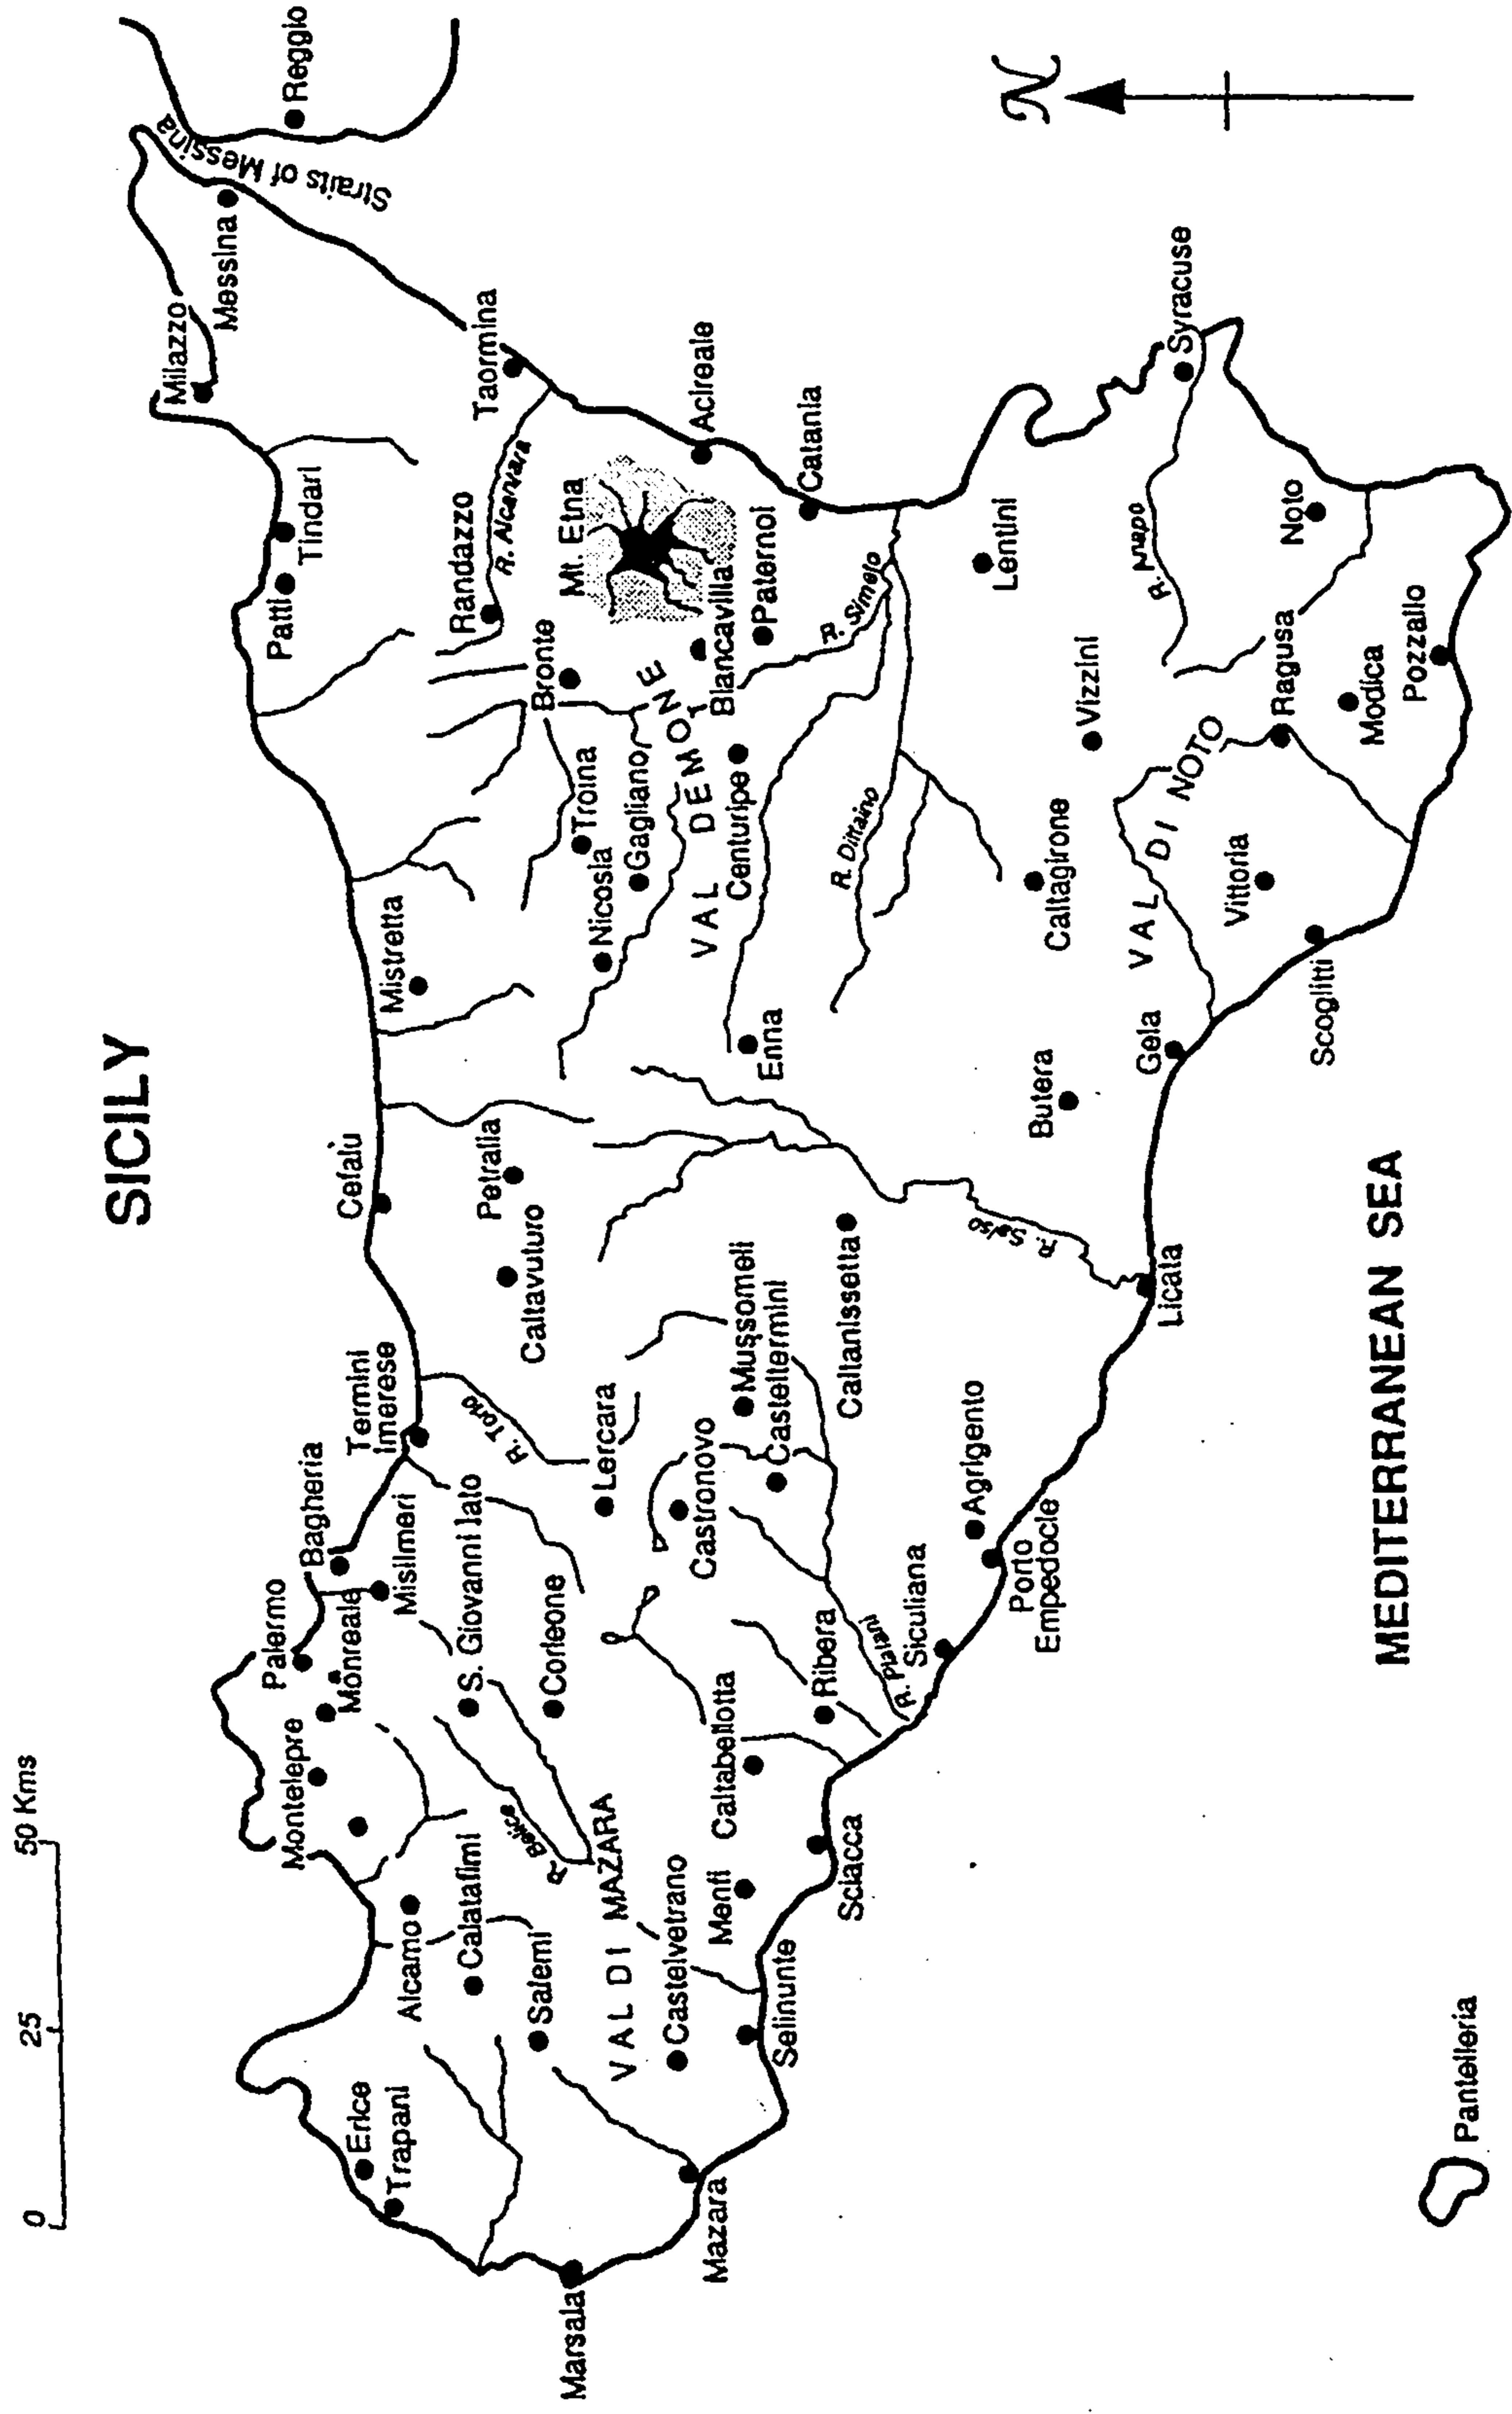 SICILY
0 25 50 Kms
Reggio
Straits of Messina
Messina
Milazzo
Tindari
Patti
Taormina
Randazzo
R. Alcantara
Mt. Etna
Acireale
Bronte
Biancavilla
Paternoi
Catania
R. Simeto
Troina
Gagliano
Nicosia
VAL DEMONE
Centuripe
R. Dittaino
Mistretta
Enna
Lentini
Syracuse
R. Anapo
Noto
Vizzini
Ragusa
Modica
Pozzallo
Caltagirone
VAL DI NOTO
Vittoria
Scoglitti
Gela
Butera
Cefalù
Petralia
Caltavuturo
Termini
Imerese
R. Torto
Lercara
Mussomeli
Casteltermini
Castronovo
Caltanissetta
R. Salso
Licata
Agrigento
Porto
Empedocle
Siculiana
R. Platani
Ribera
Bagheria
Misilmeri
Palermo
Monreale
S. Giovanni Iato
Corleone
Montelepre
Caltabellotta
Sciacca
Menfi
R. Belice
VAL DI MAZARA
Alcamo
Calatafimi
Salemi
Castelvetrano
Selinunte
Erice
Trapani
Marsala
Mazara
MEDITERRANEAN SEA
Pantelleria
N